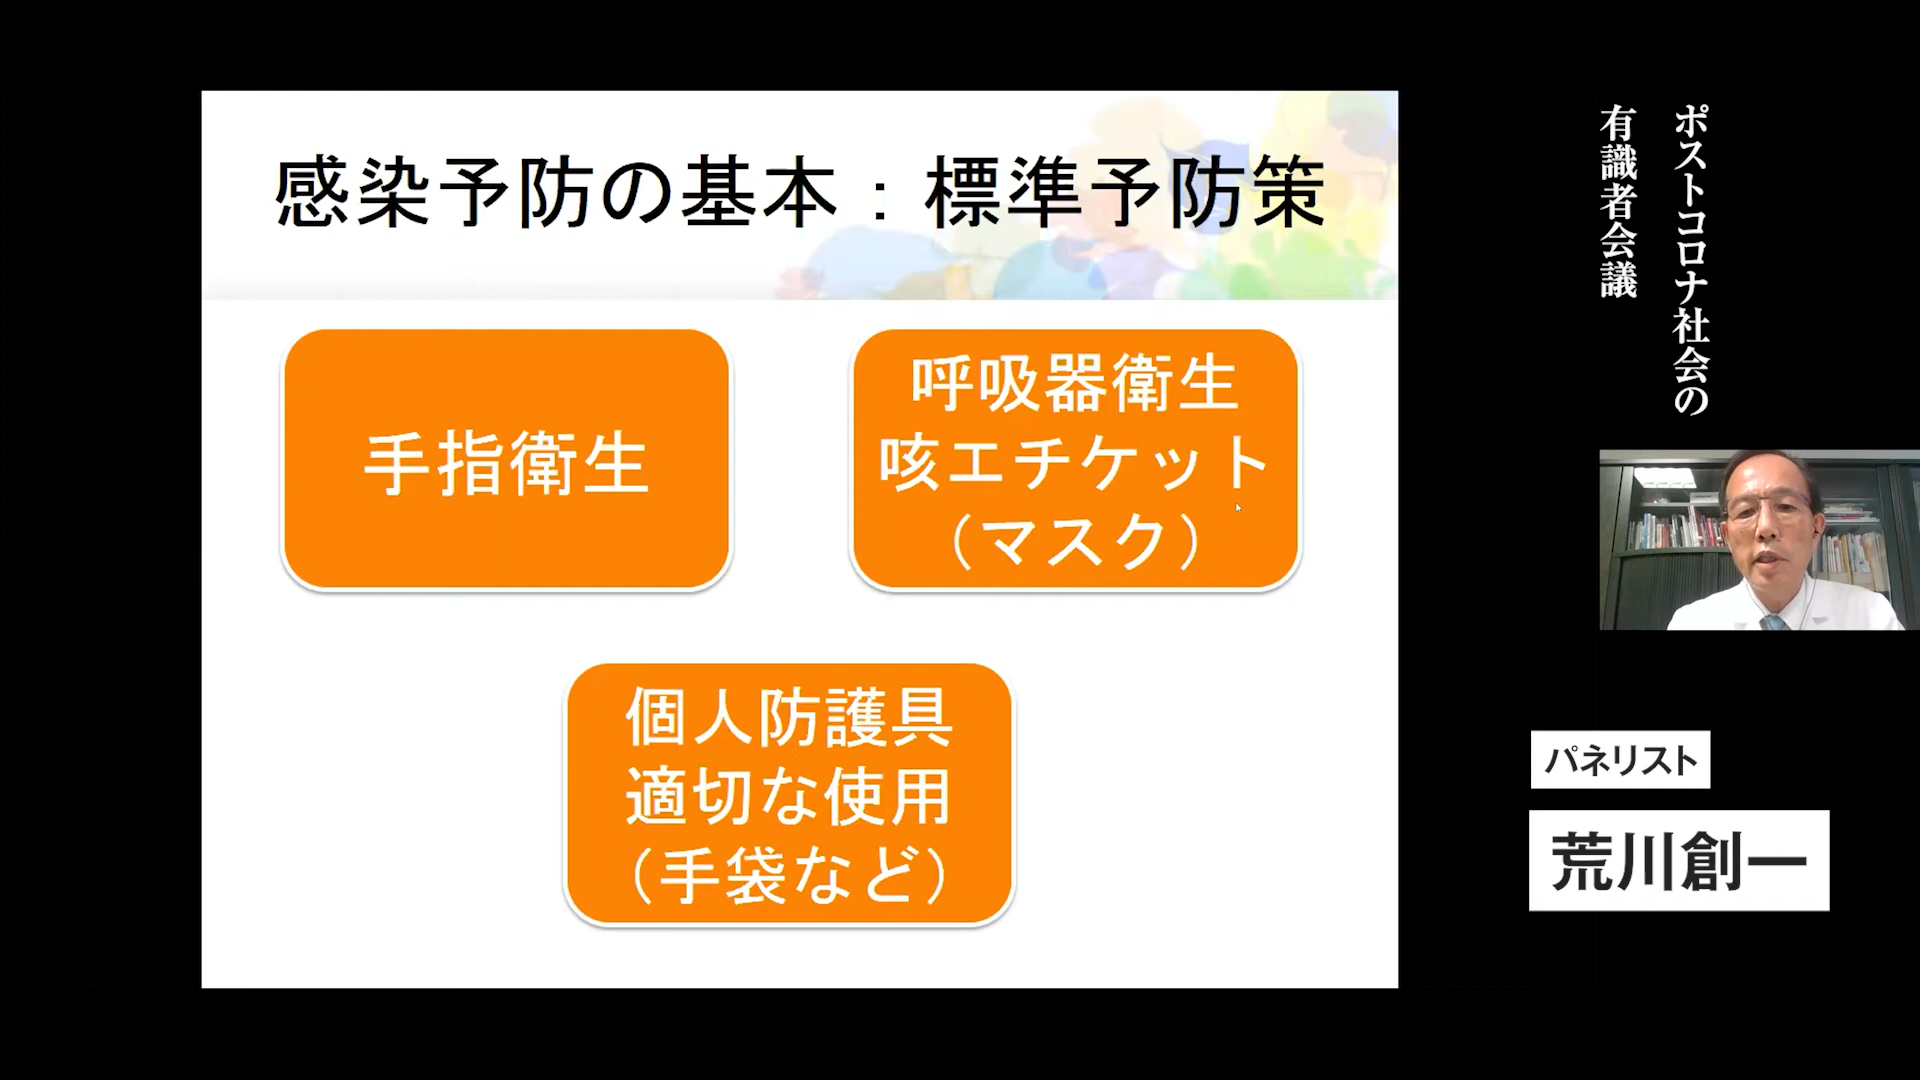 感染予防の基本：標準予防策
手指衛生
呼吸器衛生
咳エチケット
（マスク）
個人防護具
適切な使用
（手袋など）
ポストコロナ社会の
有識者会議
パネリスト
荒川創一